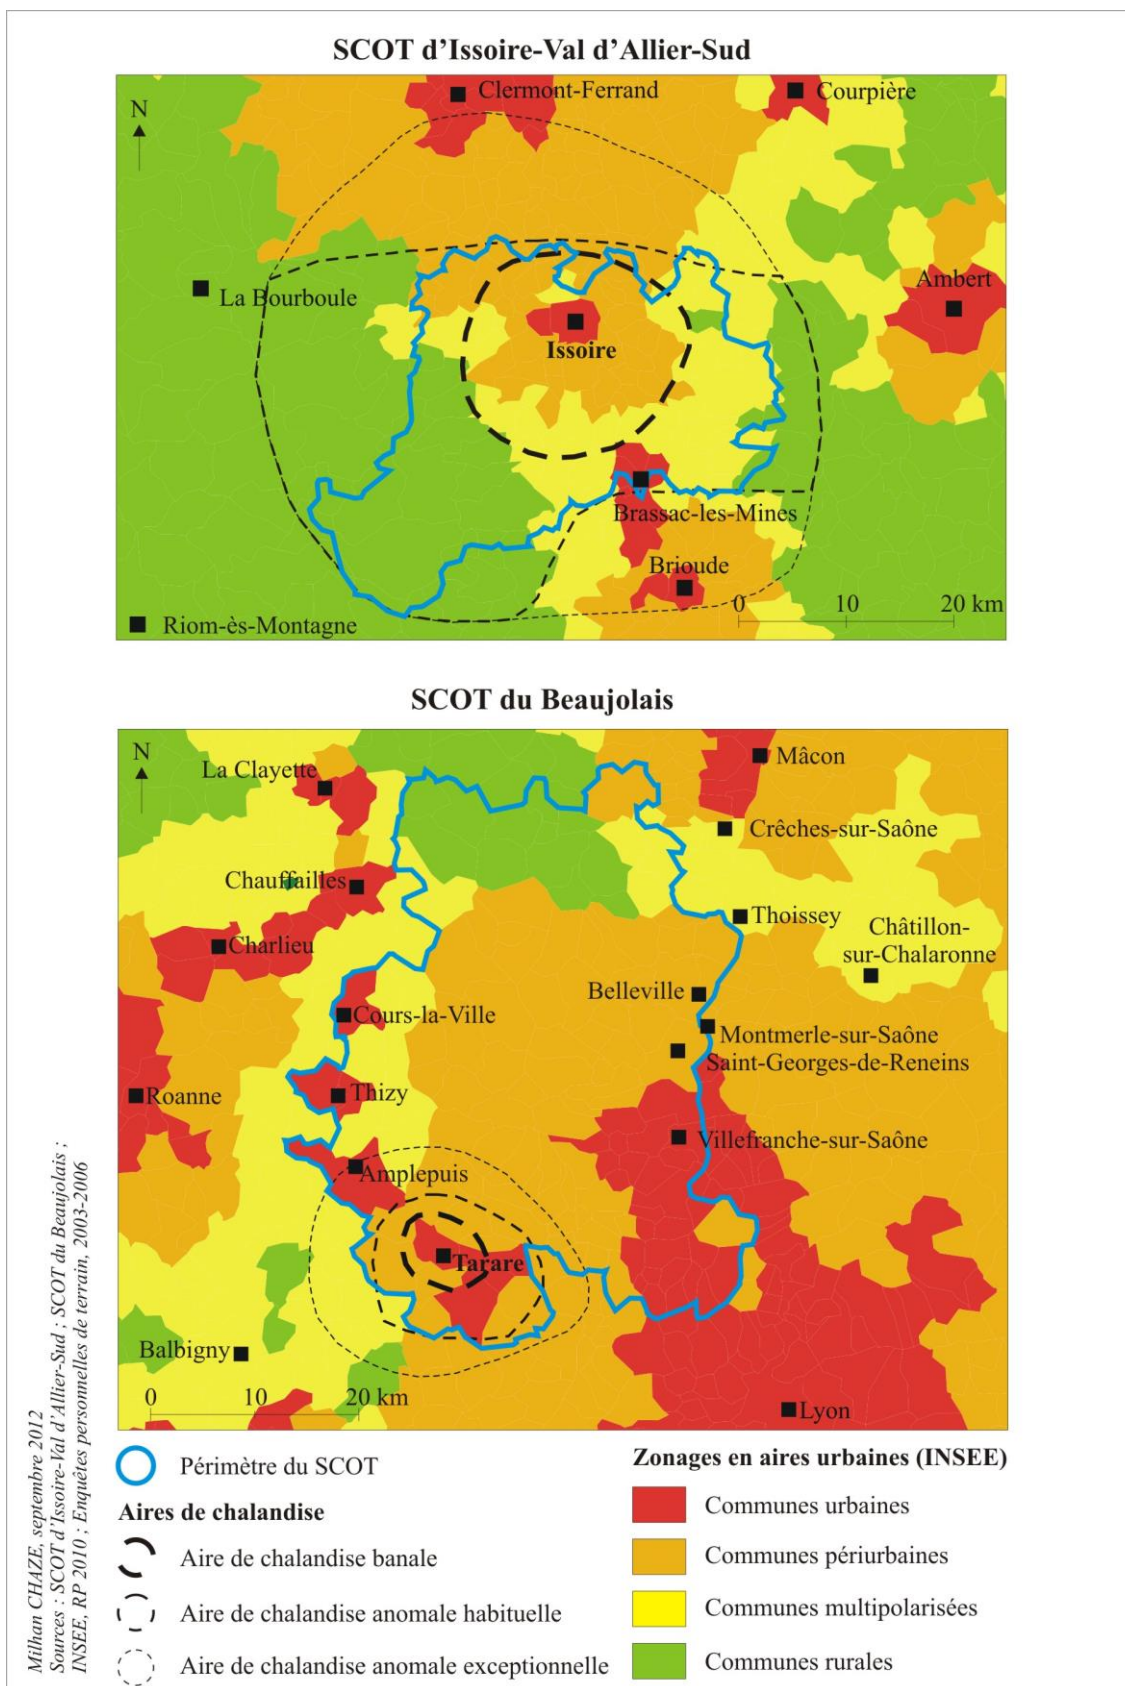 SCOT d'Issoire-Val d'Allier-Sud
N
Clermont-Ferrand
Courpière
La Bourboule
Ambert
Issoire
Brassac-les-Mines
Brioude
0 10 20 km
Riom-ès-Montagne
SCOT du Beaujolais
N
La Clayette
Mâcon
Crêches-sur-Saône
Chauffailles
Thoissey
Charlieu
Châtillon-
sur-Chalaronne
Belleville
Cours-la-Ville
Montmerle-sur-Saône
Saint-Georges-de-Reneins
Roanne
Thizy
Villefranche-sur-Saône
Amplepuis
Tarare
Balbigny
0 10 20 km
Lyon
Milhan CHAZE, septembre 2012
Sources : SCOT d'Issoire-Val d'Allier-Sud ; SCOT du Beaujolais ;
INSEE, RP 2010 ; Enquêtes personnelles de terrain, 2003-2006
Périmètre du SCOT
Aires de chalandise
Aire de chalandise banale
Aire de chalandise anomale habituelle
Aire de chalandise anomale exceptionnelle
Zonages en aires urbaines (INSEE)
Communes urbaines
Communes périurbaines
Communes multipolarisées
Communes rurales